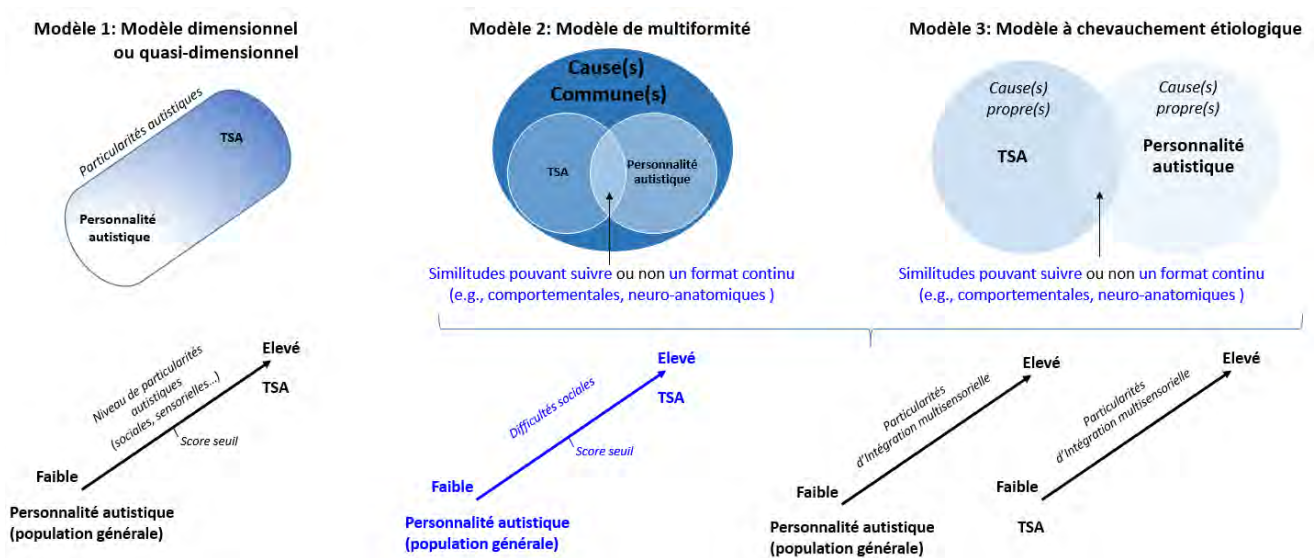 Modèle 1: Modèle dimensionnel
ou quasi-dimensionnel
Particularités autistiques
TSA
Personnalité
autistique
Niveau de particularités
autistiques
(sociales, sensorielles...)
Elevé
TSA
Score seuil
Faible
Personnalité autistique
(population générale)
Modèle 2: Modèle de multiformité
Cause(s)
Commune(s)
TSA
Personnalité
autistique
Similitudes pouvant suivre ou non un format continu
(e.g., comportementales, neuro-anatomiques )
Modèle 3: Modèle à chevauchement étiologique
Cause(s)
propre(s)
TSA
Cause(s)
propre(s)
Personnalité
autistique
Similitudes pouvant suivre ou non un format continu
(e.g., comportementales, neuro-anatomiques )
Elevé
TSA
Difficultés sociales
Score seuil
Faible
Personnalité autistique
(population générale)
Elevé
Particularités
d'Intégration multisensorielle
Faible
Personnalité autistique
(population générale)
Elevé
Particularités
d'Intégration multisensorielle
Faible
TSA